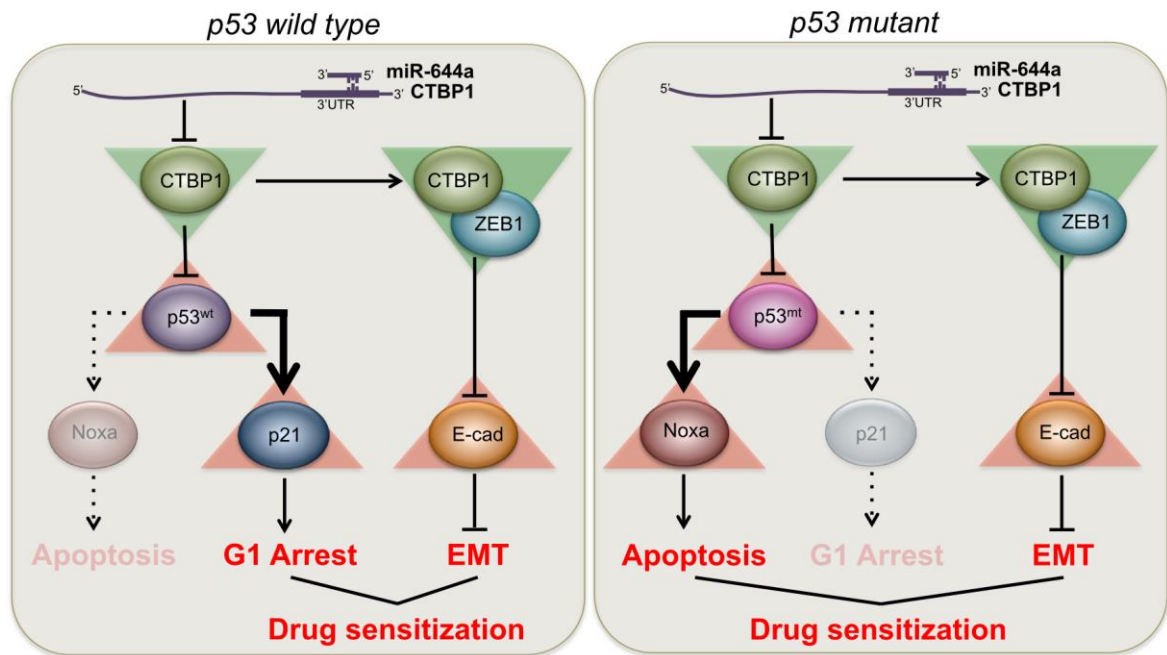 p53 wild type
3' 5' miR-644a
5' 3' CTBP1
3'UTR
CTBP1
CTBP1
ZEB1
p53wt
Noxa
p21
E-cad
Apoptosis
G1 Arrest
EMT
Drug sensitization
p53 mutant
3' 5' miR-644a
5' 3' CTBP1
3'UTR
CTBP1
CTBP1
ZEB1
p53mt
Noxa
p21
E-cad
Apoptosis
G1 Arrest
EMT
Drug sensitization